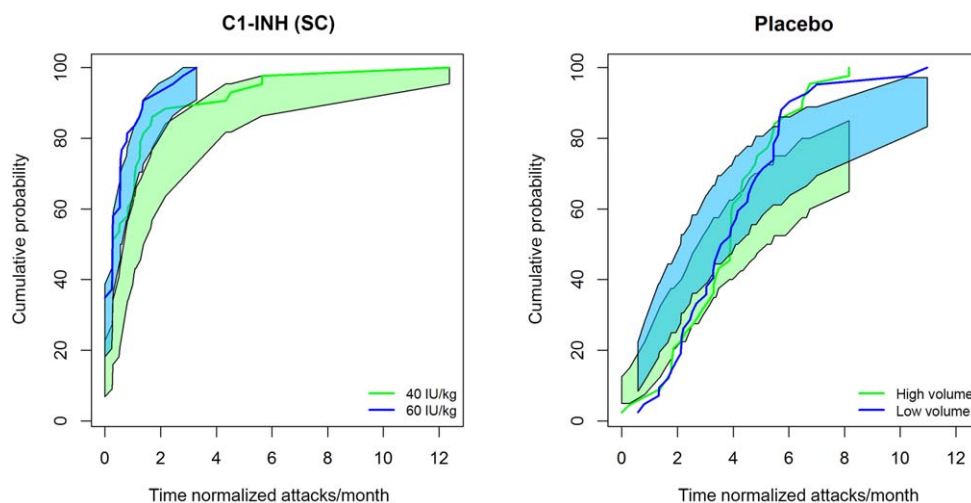 C1-INH (SC)
Cumulative probability
100
80
60
40
20
0
40 IU/kg
60 IU/kg
0 2 4 6 8 10 12
Time normalized attacks/month
Placebo
Cumulative probability
100
80
60
40
20
0
High volume
Low volume
0 2 4 6 8 10 12
Time normalized attacks/month